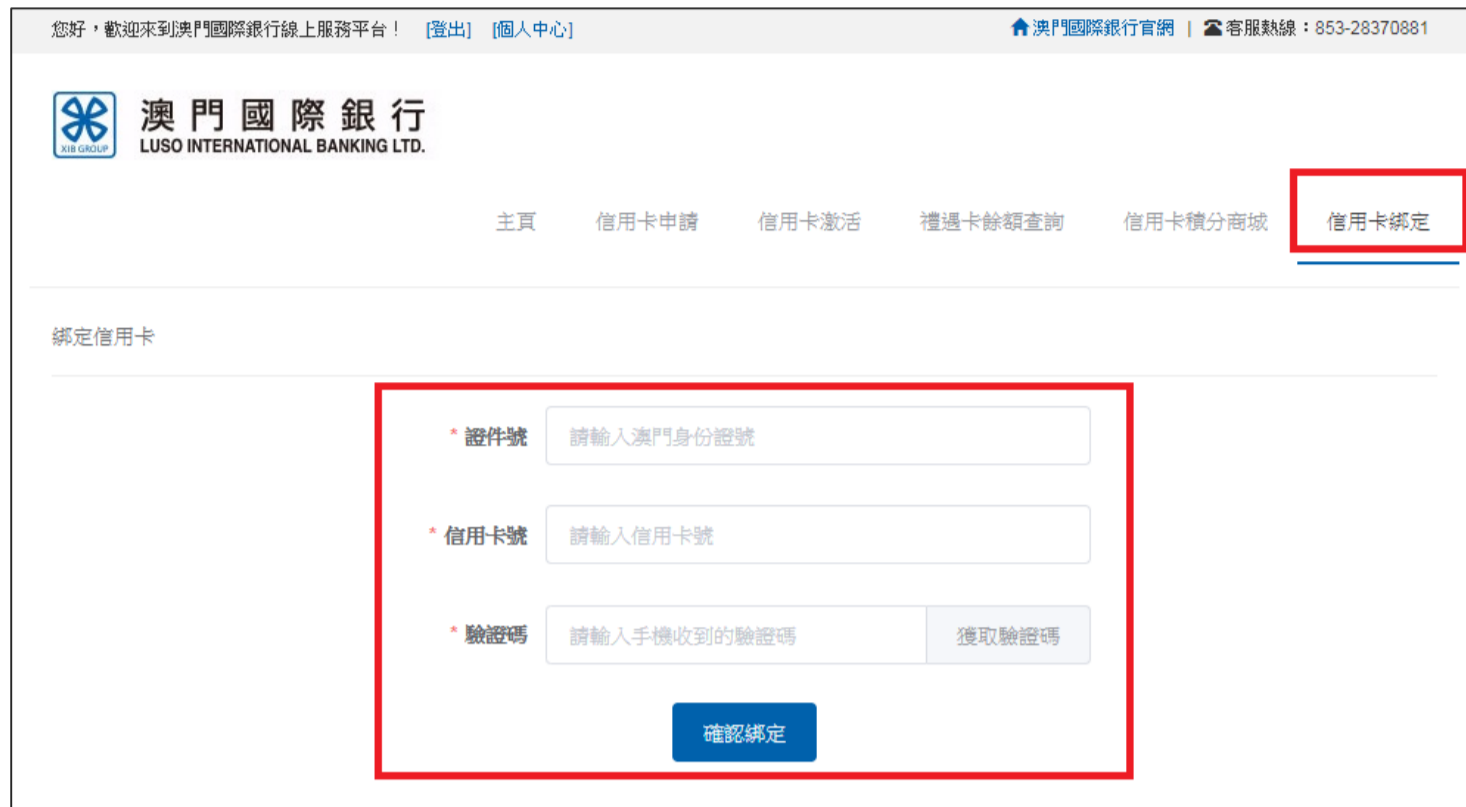 您好，歡迎來到澳門國際銀行線上服務平台！ [登出] [個人中心] 澳門國際銀行官網 | 客服熱線：853-28370881
XIB GROUP
澳門國際銀行
LUSO INTERNATIONAL BANKING LTD.
主頁 信用卡申請 信用卡激活 禮遇卡餘額查詢 信用卡積分商城 信用卡綁定
綁定信用卡
* 證件號 請輸入澳門身份證號
* 信用卡號 請輸入信用卡號
* 驗證碼 請輸入手機收到的驗證碼 獲取驗證碼
確認綁定